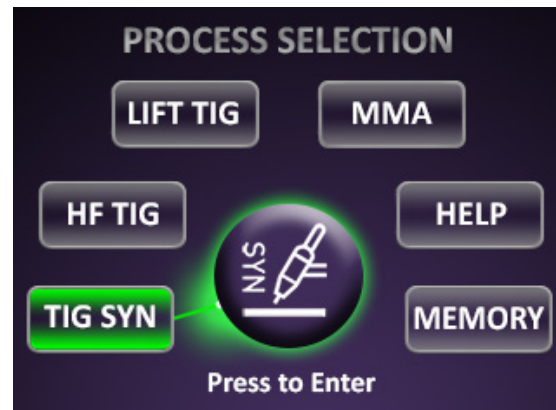 PROCESS SELECTION
LIFT TIG
MMA
HF TIG
HELP
SYN
TIG SYN
MEMORY
Press to Enter